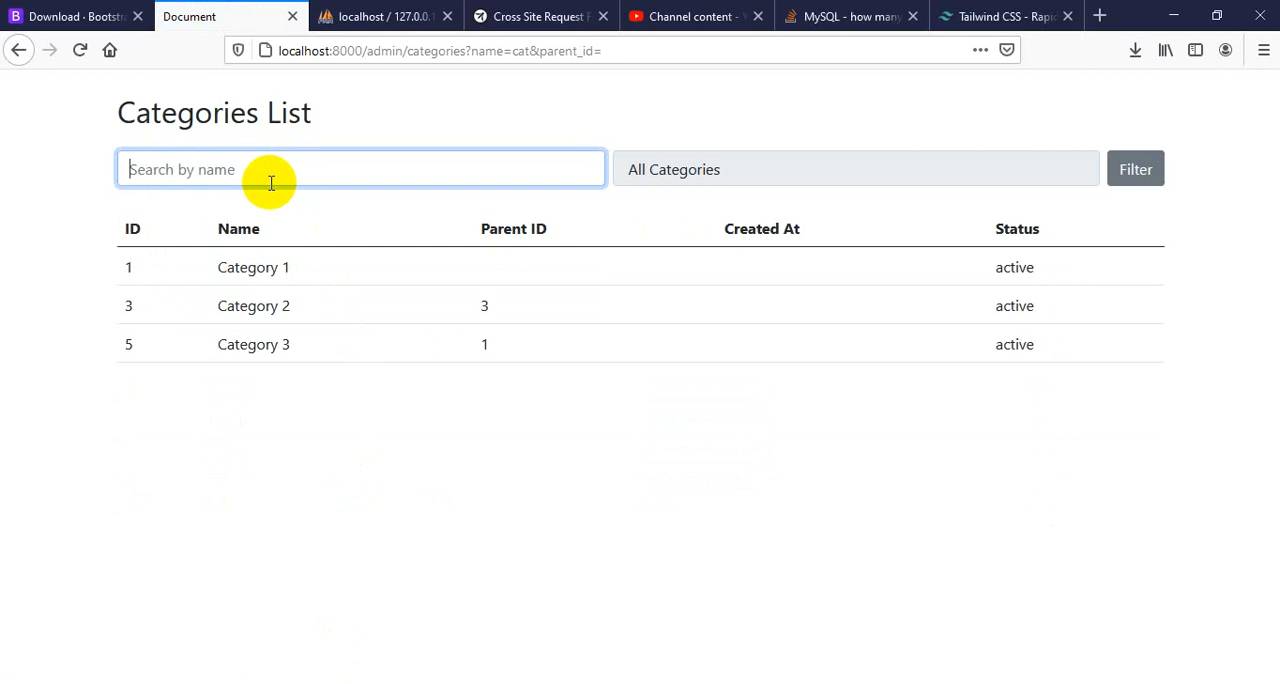 Download · Bootstr
Document
localhost / 127.0.0.1
Cross Site Request F
Channel content -
MySQL - how many
Tailwind CSS - Rapi
localhost:8000/admin/categories?name=cat&parent_id=
Categories List
Search by name
All Categories
Filter
ID Name Parent ID Created At Status
1 Category 1 active
3 Category 2 3 active
5 Category 3 1 active